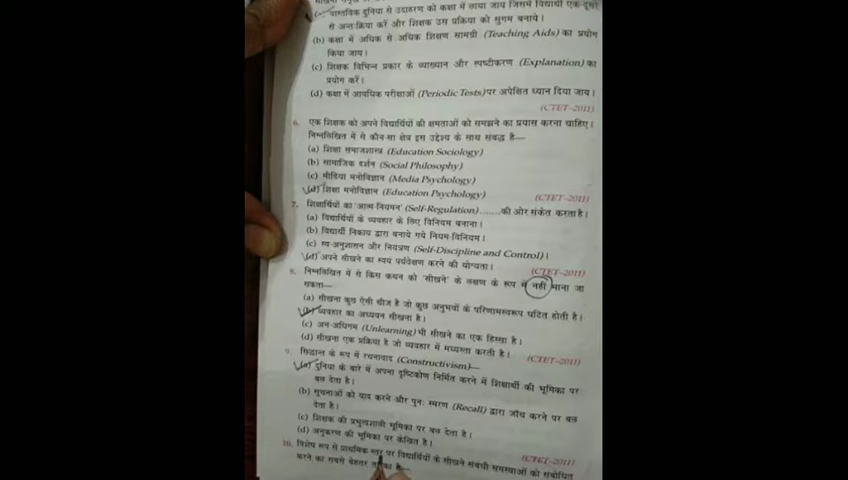 (a) वास्तविक दुनिया से उदाहरण को कक्षा में लाया जाय जिसमें विद्यार्थी एक-दूसरे
से अन्तःक्रिया करें और शिक्षक उस प्रक्रिया को सुगम बनाये।
(b) कक्षा में अधिक से अधिक शिक्षण सामग्री (Teaching Aids) का प्रयोग
किया जाय।
(c) शिक्षक विभिन्न प्रकार के व्याख्यान और स्पष्टीकरण (Explanation) का
प्रयोग करें।
(d) कक्षा में आवधिक परीक्षाओं (Periodic Tests) पर अपेक्षित ध्यान दिया जाय।
(CTET–2011)
6. एक शिक्षक को अपने विद्यार्थियों की क्षमताओं को समझने का प्रयास करना चाहिए।
निम्नलिखित में से कौन-सा क्षेत्र इस उद्देश्य के साथ संबद्ध है—
(a) शिक्षा समाजशास्त्र (Education Sociology)
(b) सामाजिक दर्शन (Social Philosophy)
(c) मीडिया मनोविज्ञान (Media Psychology)
(d) शिक्षा मनोविज्ञान (Education Psychology)
(CTET–2011)
7. शिक्षार्थियों का 'आत्म-नियमन' (Self-Regulation).......की ओर संकेत करता है।
(a) विद्यार्थियों के व्यवहार के लिए विनियम बनाना।
(b) विद्यार्थी निकाय द्वारा बनाये गये नियम-विनियम।
(c) स्व-अनुशासन और नियंत्रण (Self-Discipline and Control)।
(d) अपने सीखने का स्वयं पर्यवेक्षण करने की योग्यता।
(CTET–2011)
8. निम्नलिखित में से किस कथन को 'सीखने' के लक्षण के रूप में नहीं माना जा
सकता—
(a) सीखना कुछ ऐसी चीज है जो कुछ अनुभवों के परिणामस्वरूप घटित होती है।
(b) व्यवहार का अध्ययन सीखना है।
(c) अन-अधिगम (Unlearning) भी सीखने का एक हिस्सा है।
(d) सीखना एक प्रक्रिया है जो व्यवहार में मध्यस्ता करती है।
(CTET–2011)
9. सिद्धान्त के रूप में रचनावाद (Constructivism)—
(a) दुनिया के बारे में अपना दृष्टिकोण निर्मित करने में शिक्षार्थी की भूमिका पर
बल देता है।
(b) सूचनाओं को याद करने और पुनः स्मरण (Recall) द्वारा जाँच करने पर बल
देता है।
(c) शिक्षक की प्रभुत्वशाली भूमिका पर बल देता है।
(d) अनुकरण की भूमिका पर केन्द्रित है।
(CTET–2011)
10. विशेष रूप से प्राथमिक स्तर पर विद्यार्थियों के सीखने संबंधी समस्याओं को संबोधित
करने का सबसे बेहतर तरीका है—